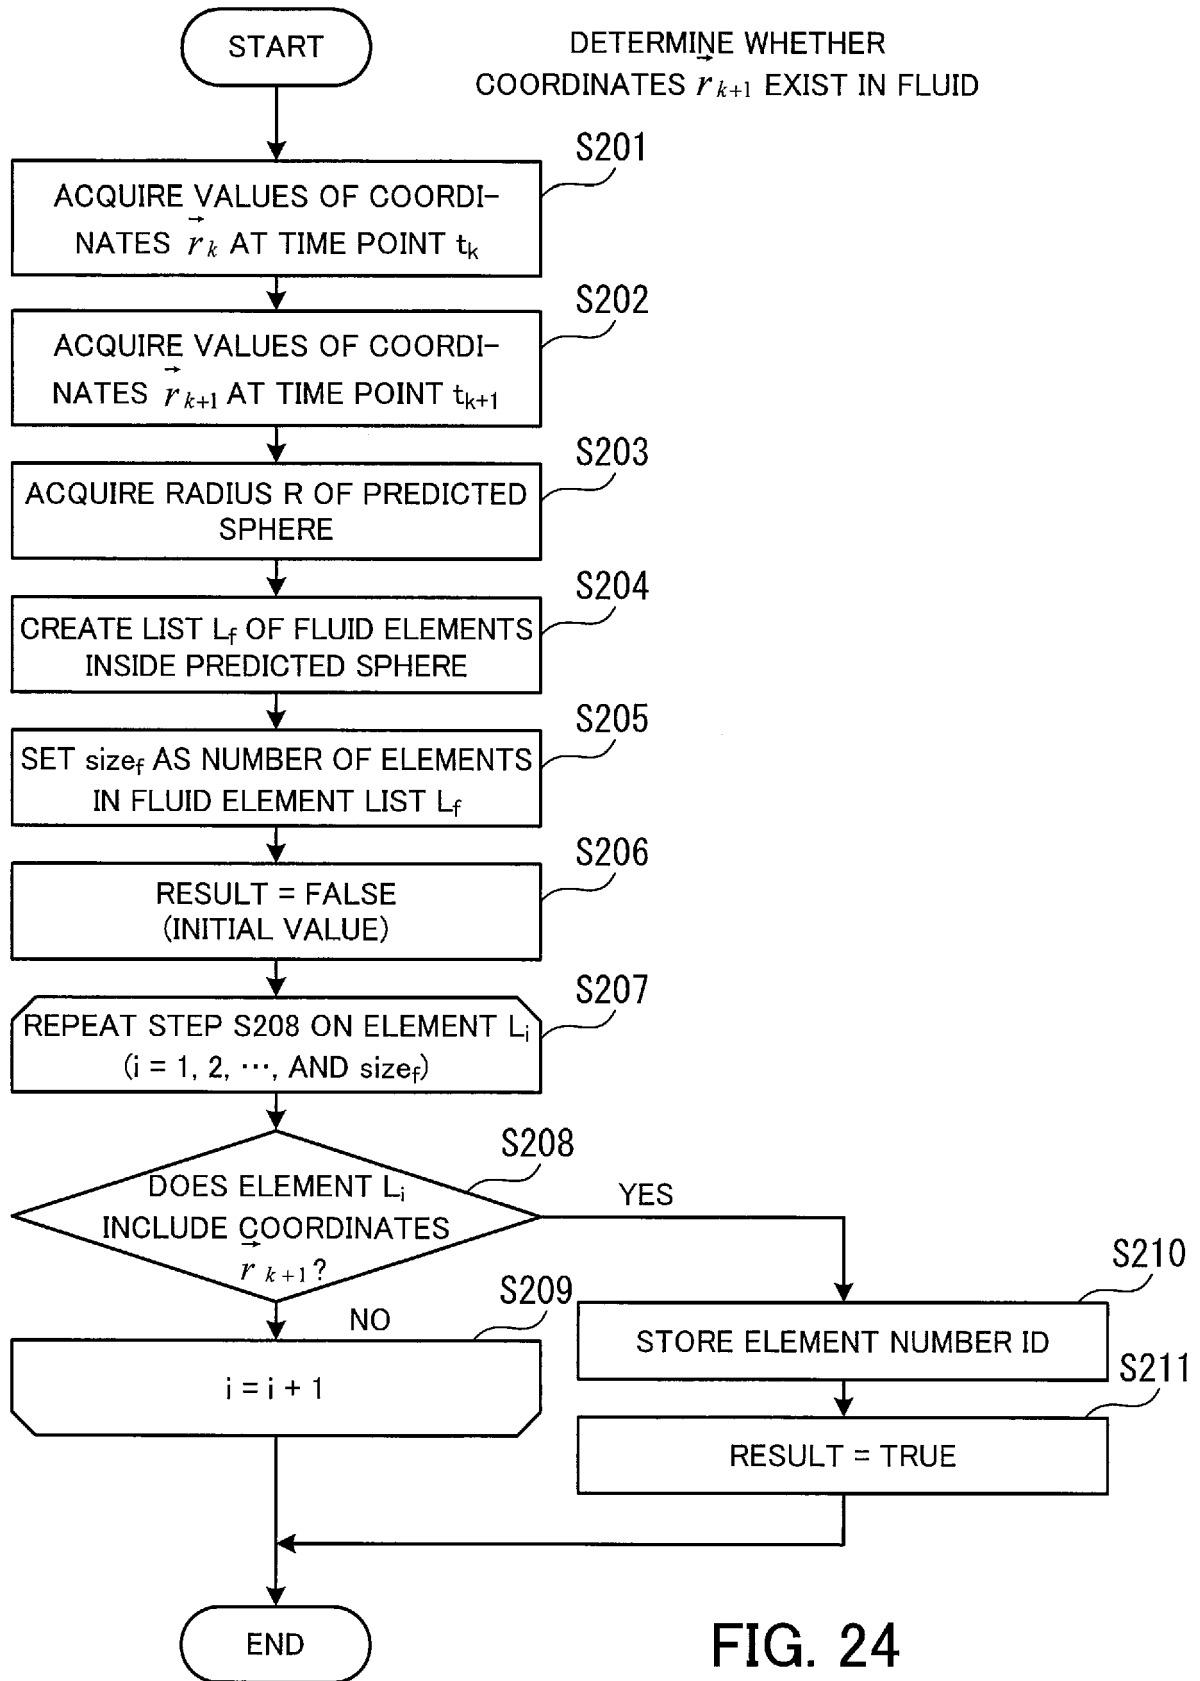 START
DETERMINE WHETHER
COORDINATES r⃗ₖ₊₁ EXIST IN FLUID
S201
ACQUIRE VALUES OF COORDI-
NATES r⃗ₖ AT TIME POINT tₖ
S202
ACQUIRE VALUES OF COORDI-
NATES r⃗ₖ₊₁ AT TIME POINT tₖ₊₁
S203
ACQUIRE RADIUS R OF PREDICTED
SPHERE
S204
CREATE LIST L_f OF FLUID ELEMENTS
INSIDE PREDICTED SPHERE
S205
SET size_f AS NUMBER OF ELEMENTS
IN FLUID ELEMENT LIST L_f
S206
RESULT = FALSE
(INITIAL VALUE)
S207
REPEAT STEP S208 ON ELEMENT Lᵢ
(i = 1, 2, ⋯, AND size_f)
S208
DOES ELEMENT Lᵢ
INCLUDE COORDINATES
r⃗ₖ₊₁?
YES
NO
S209
i = i + 1
S210
STORE ELEMENT NUMBER ID
S211
RESULT = TRUE
END
FIG. 24